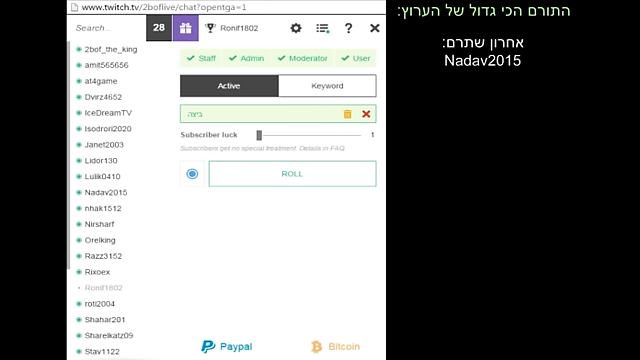 www.twitch.tv/2boflive/chat?opentga=1
התורם הכי גדול של הערוץ:
אחרון שתרם:
Nadav2015
Search...
28
Ronif1802
2bof_the_king
amit565656
at4game
Dvirz4652
IceDreamTV
Isodrori2020
Janet2003
Lidor130
Lulik0410
Nadav2015
nhak1512
Nirsharf
Oreiking
Razz3152
Rixoex
Ronif1802
roti2004
Shahar201
Sharelkatz09
Stav1122
Staff Admin Moderator User
Active Keyword
ביצה
Subscriber luck 1
Subscribers get no special treatment. Details in FAQ
ROLL
Paypal Bitcoin